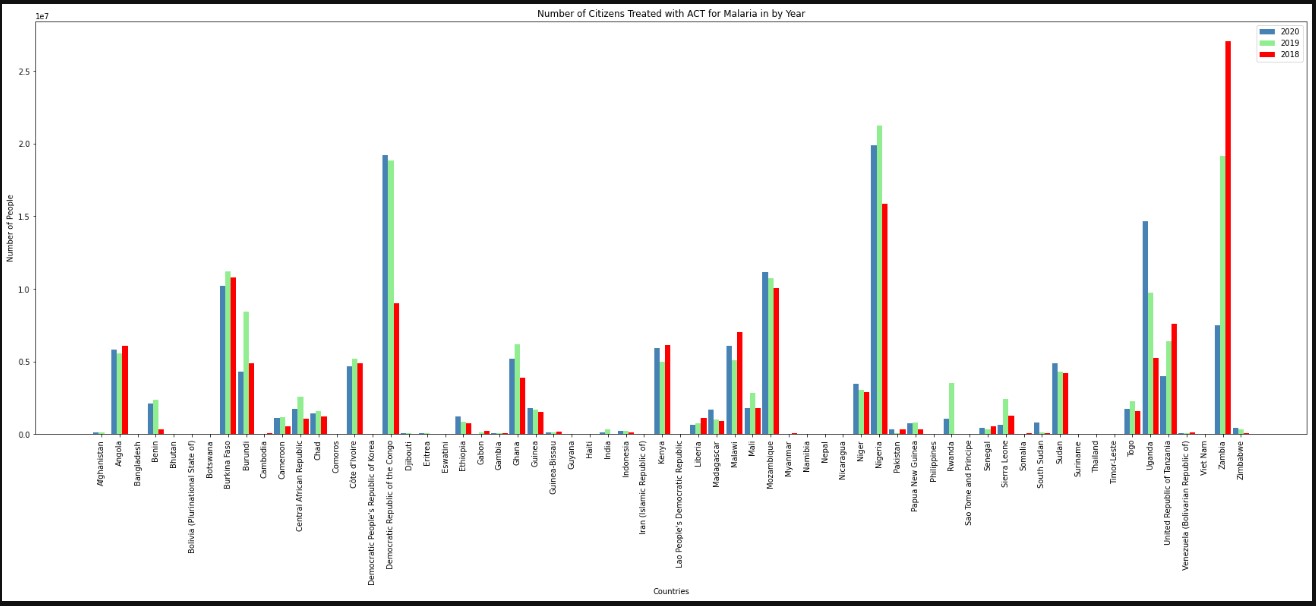 Number of Citizens Treated with ACT for Malaria in by Year
1e7
2020
2019
2018
2.5
2.0
1.5
1.0
0.5
0.0
Number of People
Afghanistan
Angola
Bangladesh
Benin
Bhutan
Bolivia (Plurinational State of)
Botswana
Burkina Faso
Burundi
Cambodia
Cameroon
Central African Republic
Chad
Comoros
Côte d'Ivoire
Democratic People's Republic of Korea
Democratic Republic of the Congo
Djibouti
Eritrea
Eswatini
Ethiopia
Gabon
Gambia
Ghana
Guinea
Guinea-Bissau
Guyana
Haiti
India
Indonesia
Iran (Islamic Republic of)
Kenya
Lao People's Democratic Republic
Liberia
Madagascar
Malawi
Mali
Mozambique
Myanmar
Namibia
Nepal
Nicaragua
Niger
Nigeria
Pakistan
Papua New Guinea
Philippines
Rwanda
Sao Tome and Principe
Senegal
Sierra Leone
Somalia
South Sudan
Sudan
Suriname
Thailand
Timor-Leste
Togo
Uganda
United Republic of Tanzania
Venezuela (Bolivarian Republic of)
Viet Nam
Zambia
Zimbabwe
Countries